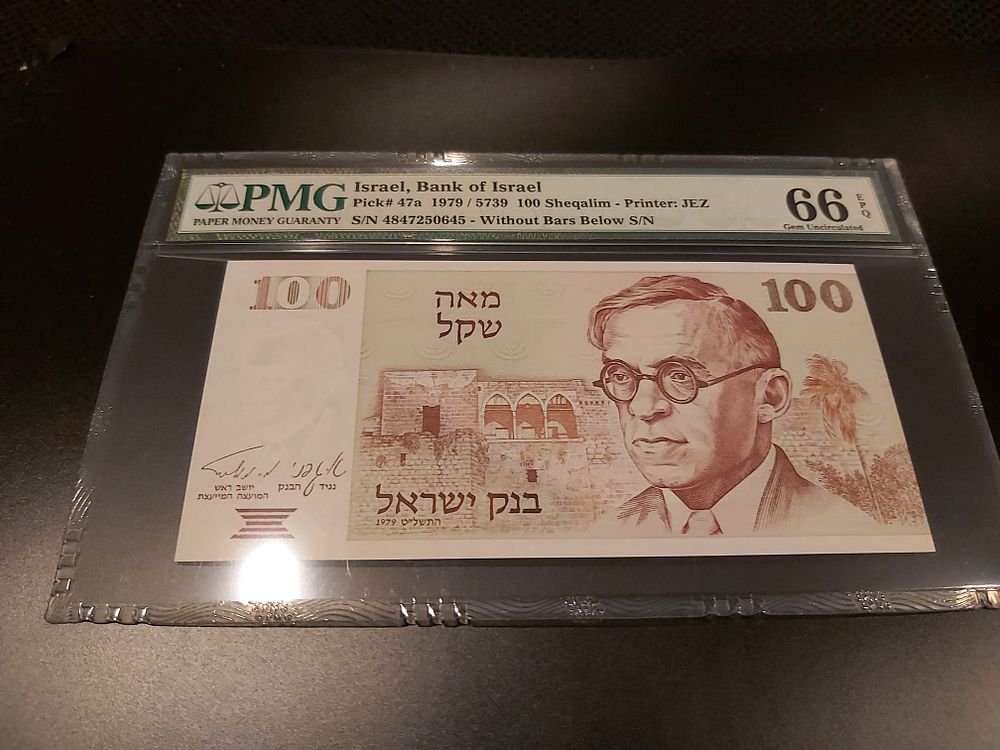 PMG
PAPER MONEY GUARANTY
Israel, Bank of Israel
Pick# 47a 1979 / 5739 100 Sheqalim - Printer: JEZ
S/N 4847250645 - Without Bars Below S/N
66 EPQ
Gem Uncirculated
100
100
מאה
שקל
נגיד הבנק
יושב ראש
המועצה המייעצת
בנק ישראל
התשל״ט 1979